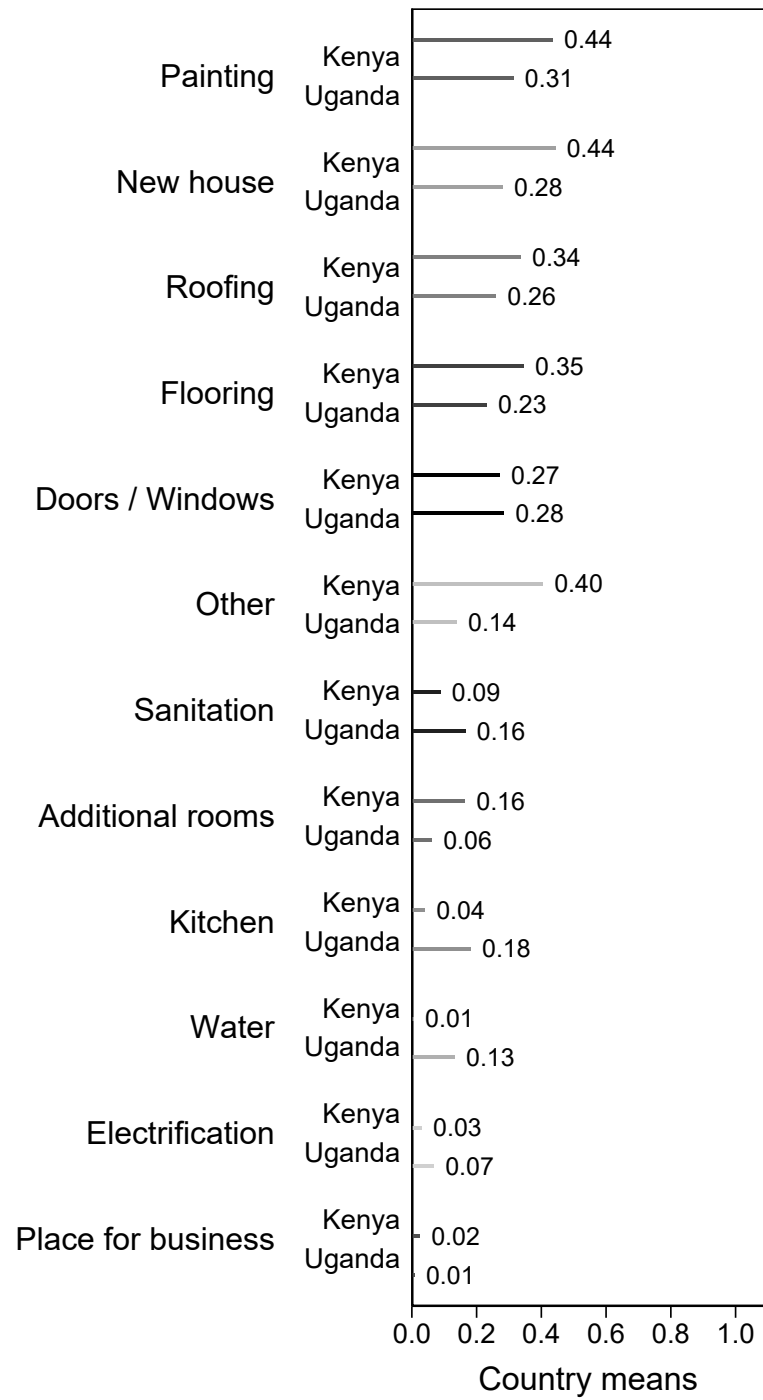 Painting
Kenya 0.44
Uganda 0.31
New house
Kenya 0.44
Uganda 0.28
Roofing
Kenya 0.34
Uganda 0.26
Flooring
Kenya 0.35
Uganda 0.23
Doors / Windows
Kenya 0.27
Uganda 0.28
Other
Kenya 0.40
Uganda 0.14
Sanitation
Kenya 0.09
Uganda 0.16
Additional rooms
Kenya 0.16
Uganda 0.06
Kitchen
Kenya 0.04
Uganda 0.18
Water
Kenya 0.01
Uganda 0.13
Electrification
Kenya 0.03
Uganda 0.07
Place for business
Kenya 0.02
Uganda 0.01
0.0 0.2 0.4 0.6 0.8 1.0
Country means